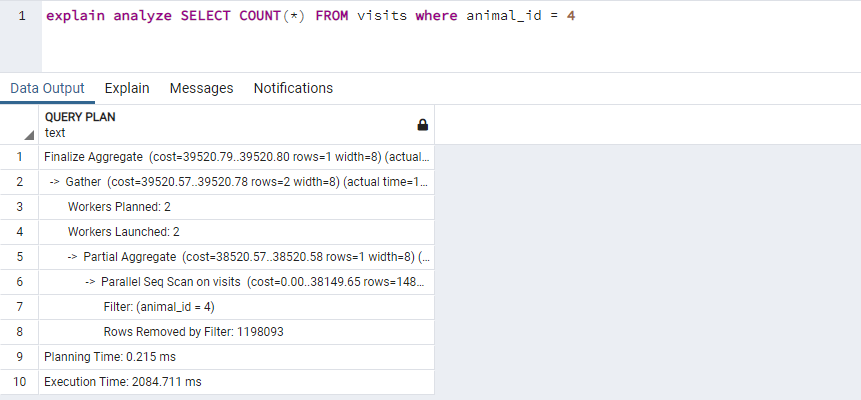 1 explain analyze SELECT COUNT(*) FROM visits where animal_id = 4
Data Output Explain Messages Notifications
QUERY PLAN
text
1 Finalize Aggregate (cost=39520.79..39520.80 rows=1 width=8) (actual...
2 -> Gather (cost=39520.57..39520.78 rows=2 width=8) (actual time=1...
3 Workers Planned: 2
4 Workers Launched: 2
5 -> Partial Aggregate (cost=38520.57..38520.58 rows=1 width=8) (...
6 -> Parallel Seq Scan on visits (cost=0.00..38149.65 rows=148...
7 Filter: (animal_id = 4)
8 Rows Removed by Filter: 1198093
9 Planning Time: 0.215 ms
10 Execution Time: 2084.711 ms